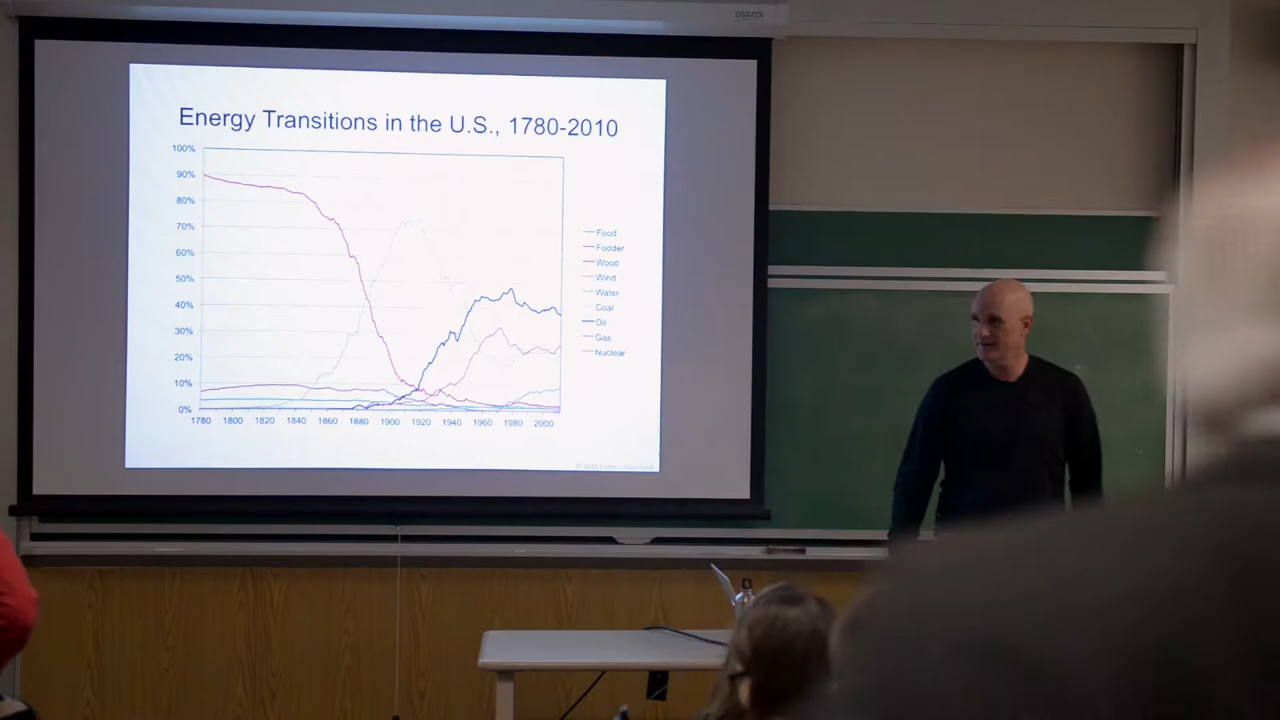 Energy Transitions in the U.S., 1780-2010
100%
90%
80%
70%
60%
50%
40%
30%
20%
10%
0%
1780 1800 1820 1840 1860 1880 1900 1920 1940 1960 1980 2000
Food
Fodder
Wood
Wind
Water
Coal
Oil
Gas
Nuclear